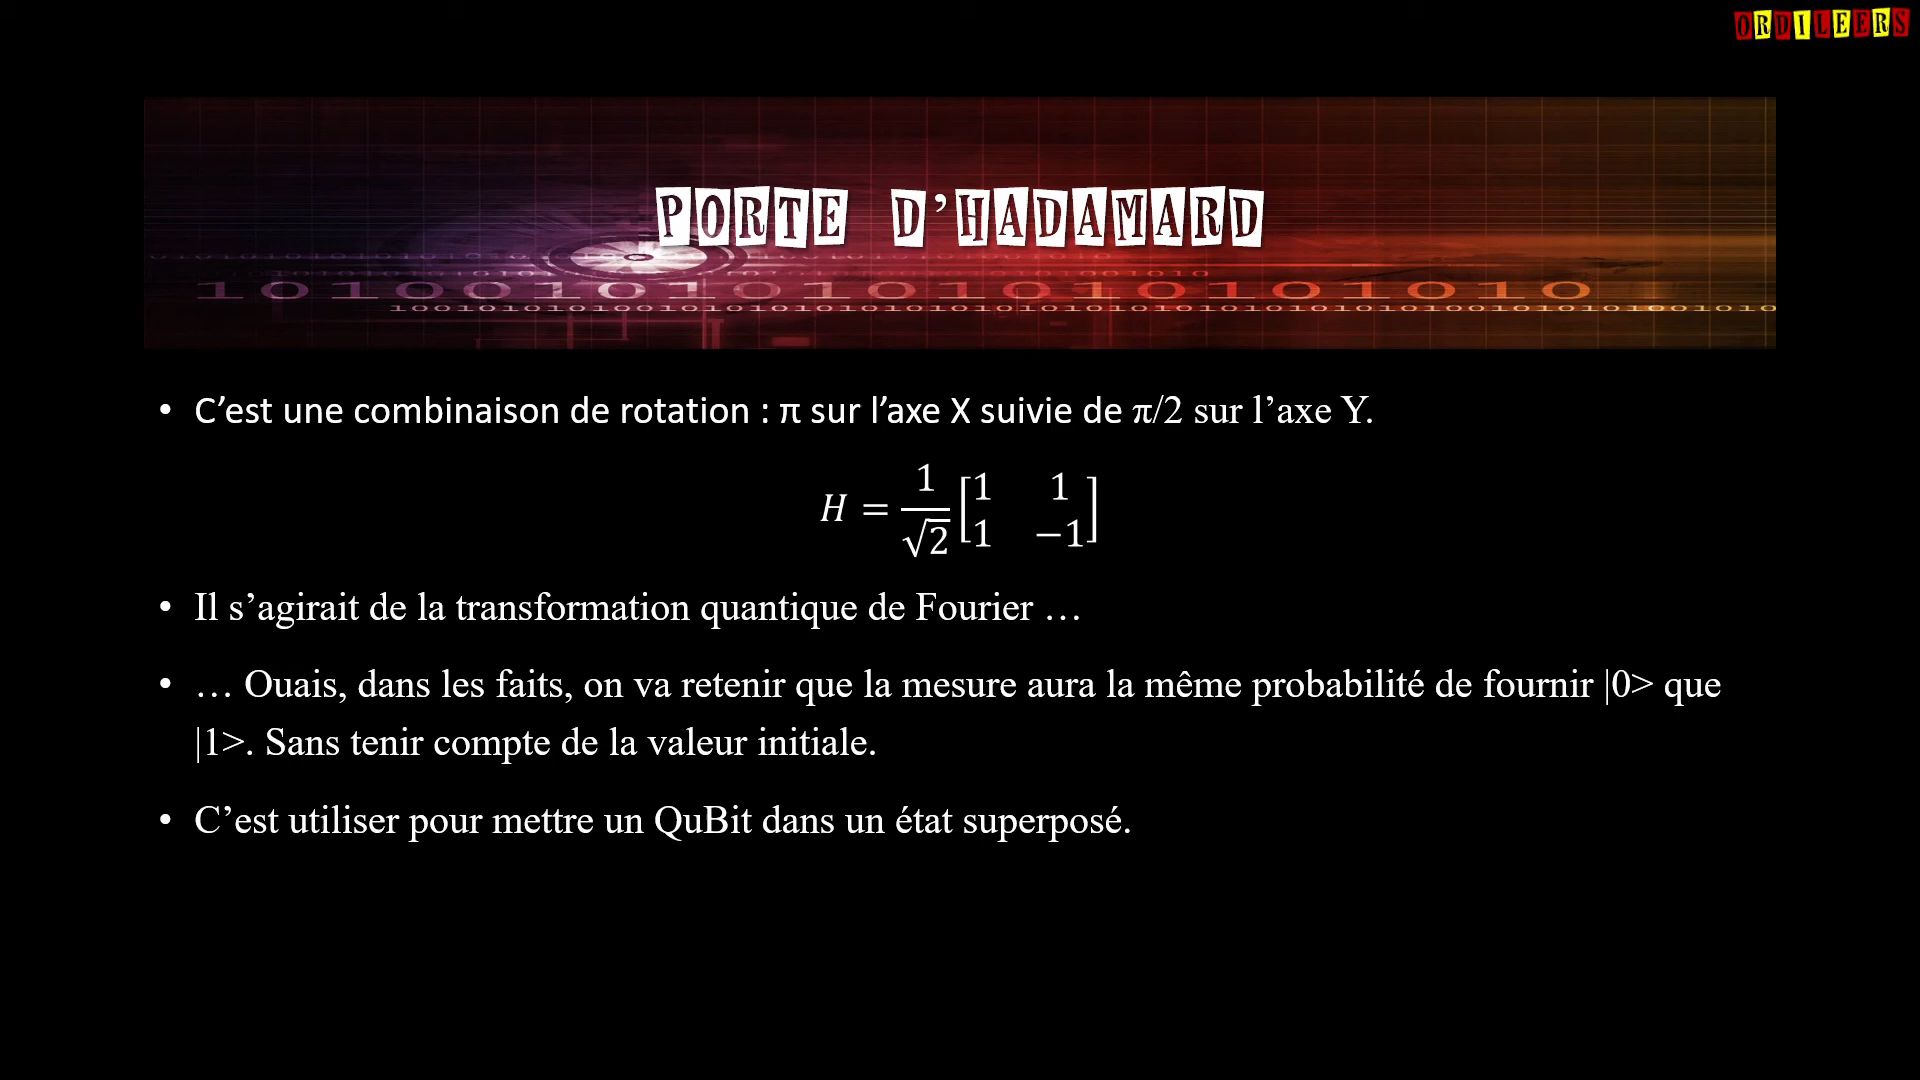 ORDILEERS
PORTE D’HADAMARD
101001010101010101010
• C’est une combinaison de rotation : π sur l’axe X suivie de π/2 sur l’axe Y.
H = 1/√2 [1 1
1 −1]
• Il s’agirait de la transformation quantique de Fourier …
• … Ouais, dans les faits, on va retenir que la mesure aura la même probabilité de fournir |0> que
|1>. Sans tenir compte de la valeur initiale.
• C’est utiliser pour mettre un QuBit dans un état superposé.